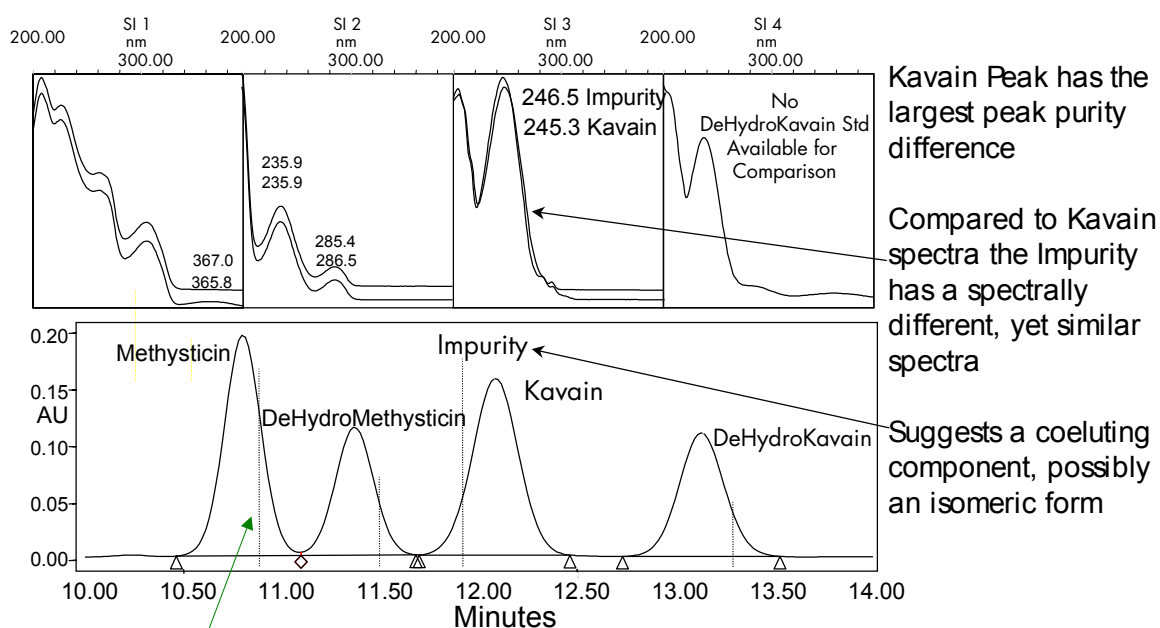 SI 1
SI 2
SI 3
SI 4
200.00
nm
200.00
nm
200.00
nm
200.00
nm
300.00
300.00
300.00
300.00
367.0
365.8
235.9
235.9
285.4
286.5
246.5 Impurity
245.3 Kavain
No
DeHydroKavain Std
Available for
Comparison
Kavain Peak has the
largest peak purity
difference
Compared to Kavain
spectra the Impurity
has a spectrally
different, yet similar
spectra
Suggests a coeluting
component, possibly
an isomeric form
0.20
0.15
AU
0.10
0.05
0.00
Methysticin
DeHydroMethysticin
Impurity
Kavain
DeHydroKavain
10.00
10.50
11.00
11.50
12.00
12.50
13.00
13.50
14.00
Minutes